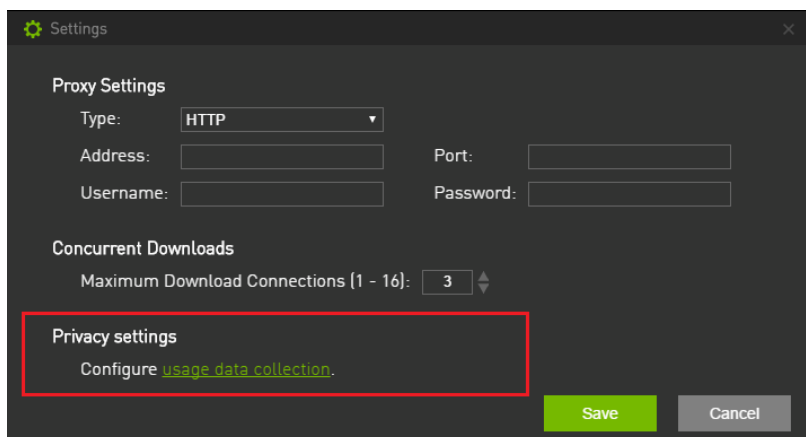 Settings
Proxy Settings
Type: HTTP
Address: Port:
Username: Password:
Concurrent Downloads
Maximum Download Connections (1 - 16): 3
Privacy settings
Configure usage data collection.
Save Cancel